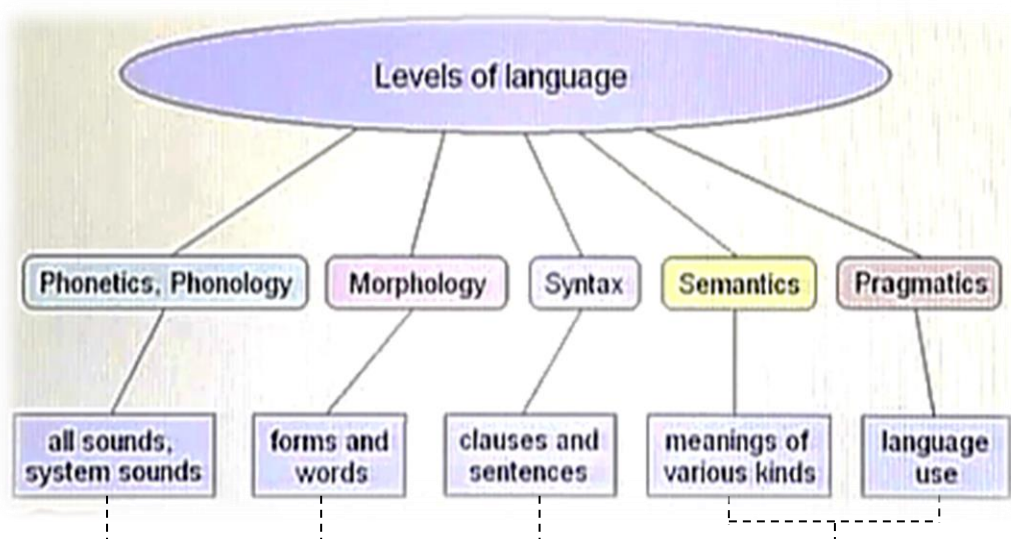 Levels of language
Phonetics, Phonology
Morphology
Syntax
Semantics
Pragmatics
all sounds,
system sounds
forms and
words
clauses and
sentences
meanings of
various kinds
language
use